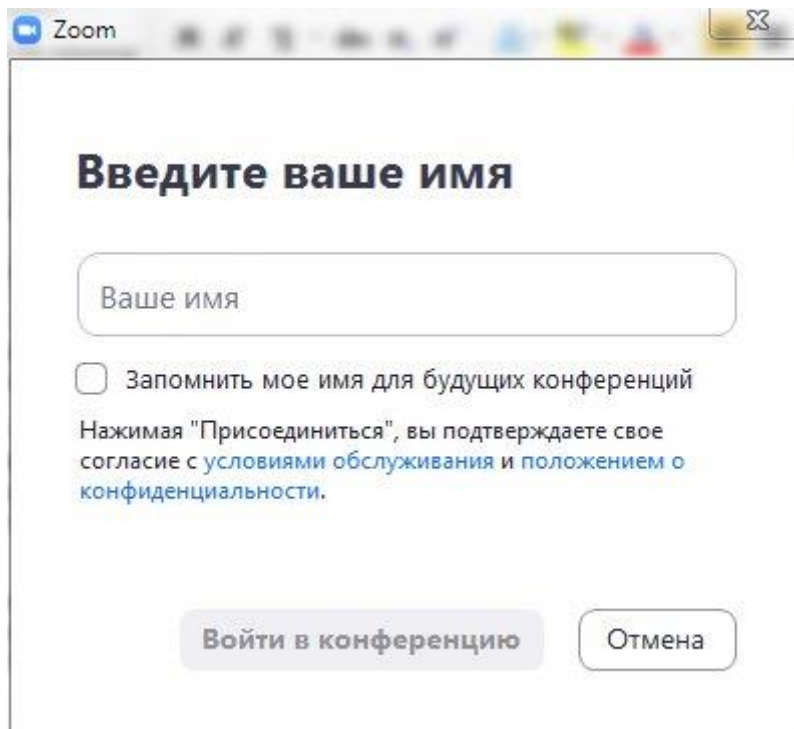 Zoom
Введите ваше имя
Ваше имя
Запомнить мое имя для будущих конференций
Нажимая "Присоединиться", вы подтверждаете свое
согласие с условиями обслуживания и положением о
конфиденциальности.
Войти в конференцию
Отмена